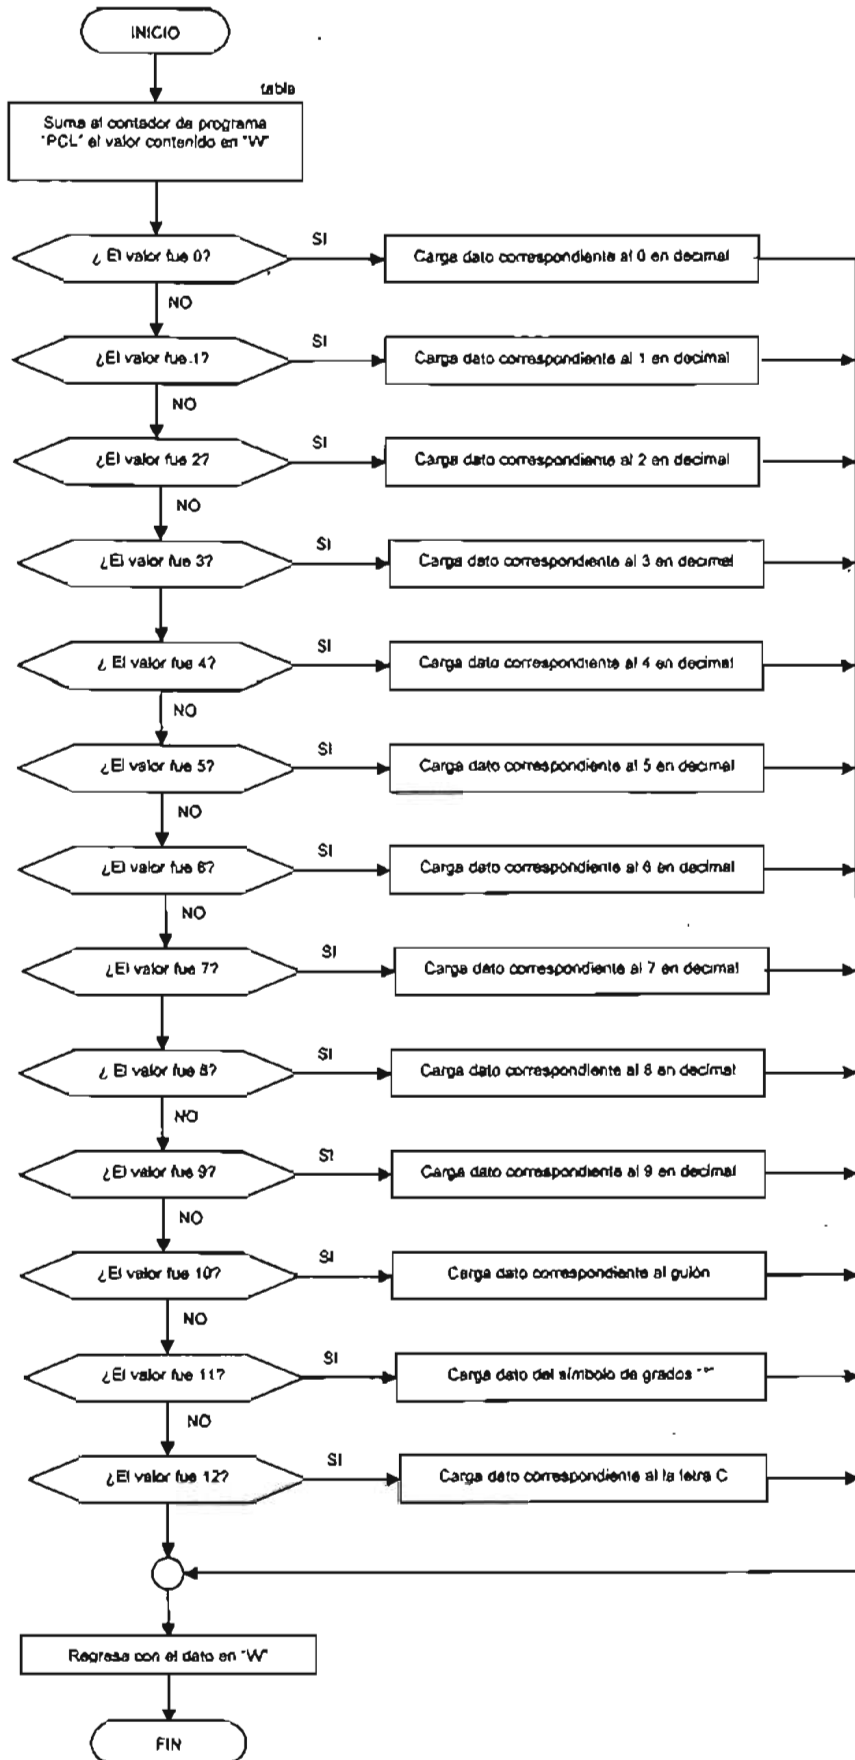 INICIO
tabla
Suma al contador de programa
"PCL" el valor contenido en "W"
¿ El valor fue 0?
SI
Carga dato correspondiente al 0 en decimal
NO
¿El valor fue 1?
SI
Carga dato correspondiente al 1 en decimal
NO
¿El valor fue 2?
SI
Carga dato correspondiente al 2 en decimal
NO
¿El valor fue 3?
SI
Carga dato correspondiente al 3 en decimal
¿ El valor fue 4?
SI
Carga dato correspondiente al 4 en decimal
NO
¿El valor fue 5?
SI
Carga dato correspondiente al 5 en decimal
NO
¿El valor fue 6?
SI
Carga dato correspondiente al 6 en decimal
NO
¿El valor fue 7?
SI
Carga dato correspondiente al 7 en decimal
¿ El valor fue 8?
SI
Carga dato correspondiente al 8 en decimal
NO
¿El valor fue 9?
SI
Carga dato correspondiente al 9 en decimal
NO
¿El valor fue 10?
SI
Carga dato correspondiente al guión
NO
¿El valor fue 11?
SI
Carga dato del símbolo de grados "°"
NO
¿El valor fue 12?
SI
Carga dato correspondiente al la letra C
Regresa con el dato en "W"
FIN